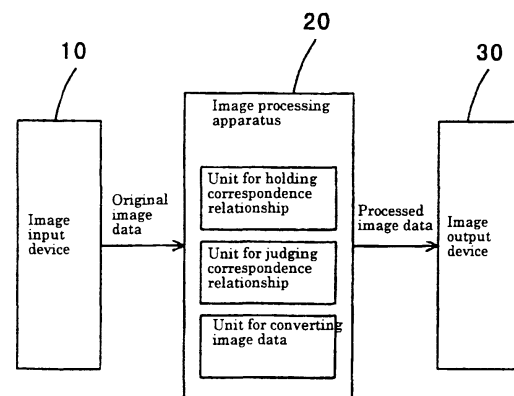 20
10
30
Image processing
apparatus
Unit for holding
correspondence
relationship
Original
image
data
Processed
image data
Image
input
device
Image
output
device
Unit for judging
correspondence
relationship
Unit for converting
image data